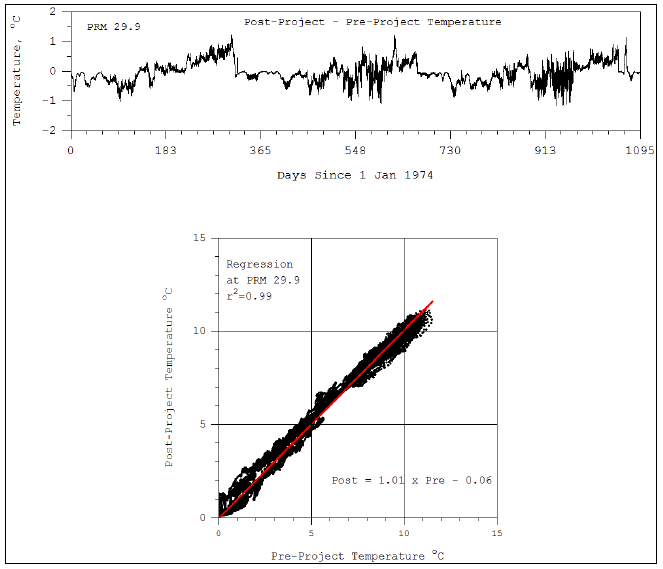 PRM 29.9
Post-Project - Pre-Project Temperature
Temperature, °C
2
1
0
-1
-2
0 183 365 548 730 913 1095
Days Since 1 Jan 1974
Regression
at PRM 29.9
r²=0.99
Post-Project Temperature °C
15
10
5
0
Post = 1.01 x Pre - 0.06
0 5 10 15
Pre-Project Temperature °C